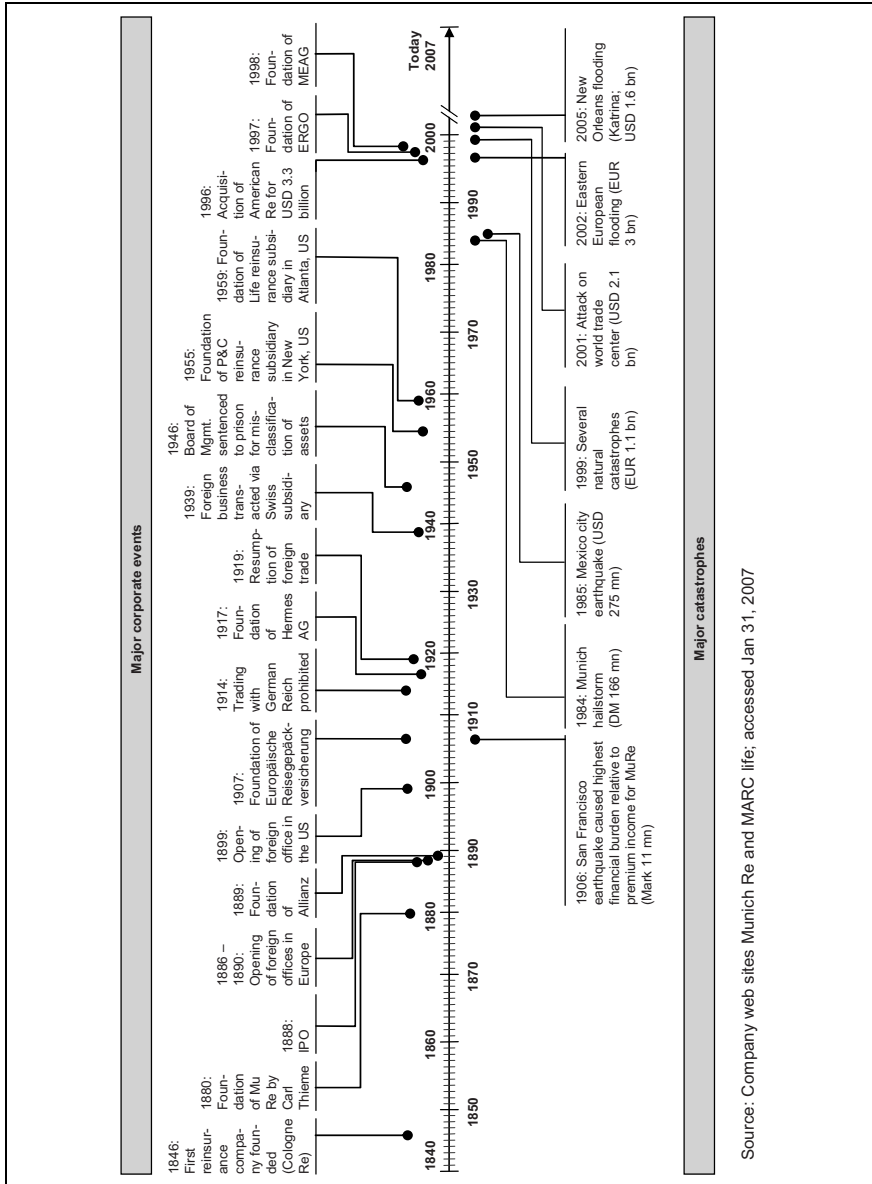 Major corporate events
1846:
First
reinsur-
ance
compa-
ny foun-
ded
(Cologne
Re)
1880:
Foun-
dation
of Mu
Re by
Carl
Thieme
1888:
IPO
1886 –
1890:
Opening
of foreign
offices in
Europe
1889:
Foun-
dation
of
Allianz
1899:
Open-
ing of
foreign
office in
the US
1907:
Foundation of
Europäische
Reisegepäck-
versicherung
1914:
Trading
with
German
Reich
prohibited
1917:
Foun-
dation
of
Hermes
AG
1919:
Resump-
tion of
foreign
trade
1939:
Foreign
business
trans-
acted via
Swiss
subsidi-
ary
1946:
Board of
Mgmt.
sentenced
to prison
for mis-
classifica-
tion of
assets
1955:
Foundation
of P&C
reinsu-
rance
subsidiary
in New
York, US
1959: Foun-
dation of
Life reinsu-
rance subsi-
diary in
Atlanta, US
1996:
Acquisi-
tion of
American
Re for
USD 3.3
billion
1997:
Foun-
dation of
ERGO
1998:
Foun-
dation of
MEAG
Today
2007
1840 1850 1860 1870 1880 1890 1900 1910 1920 1930 1940 1950 1960 1970 1980 1990 2000
1906: San Francisco
earthquake caused highest
financial burden relative to
premium income for MuRe
(Mark 11 mn)
1984: Munich
hailstorm
(DM 166 mn)
1985: Mexico city
earthquake (USD
275 mn)
1999: Several
natural
catastrophes
(EUR 1.1 bn)
2001: Attack on
world trade
center (USD 2.1
bn)
2002: Eastern
European
flooding (EUR
3 bn)
2005: New
Orleans flooding
(Katrina;
USD 1.6 bn)
Major catastrophes
Source: Company web sites Munich Re and MARC life; accessed Jan 31, 2007